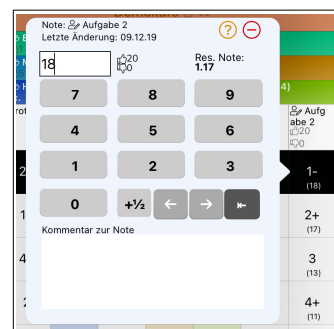 Note: Aufgabe 2
Letzte Änderung: 09.12.19
?
18
20
0
Res. Note:
1.17
7 8 9
4 5 6
1 2 3
0 +½ ← → ⇤
Kommentar zur Note
4)
Aufg
abe 2
20
0
1-
(18)
2+
(17)
3
(13)
4+
(11)